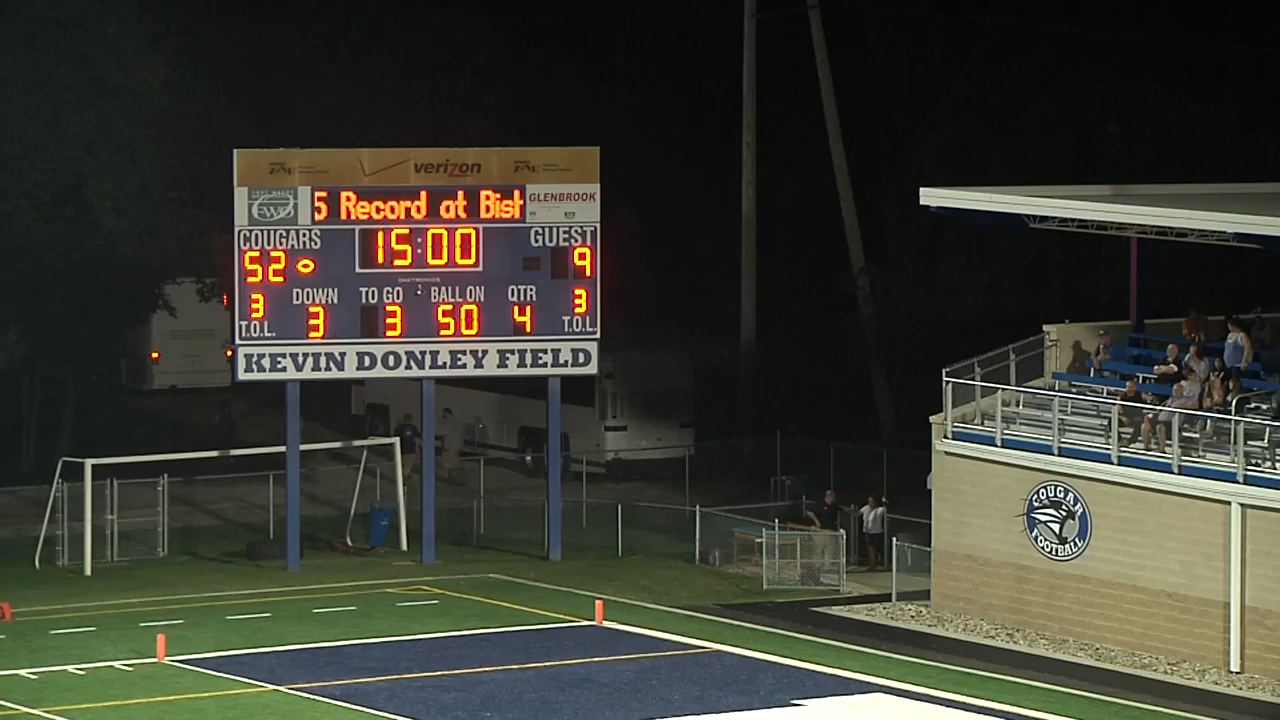 verizon
5 Record at Bist
GLENBROOK
COUGARS 15:00 GUEST
52 9
3 DOWN TO GO BALL ON QTR 3
T.O.L. 3 3 50 4 T.O.L.
KEVIN DONLEY FIELD
COUGAR
FOOTBALL